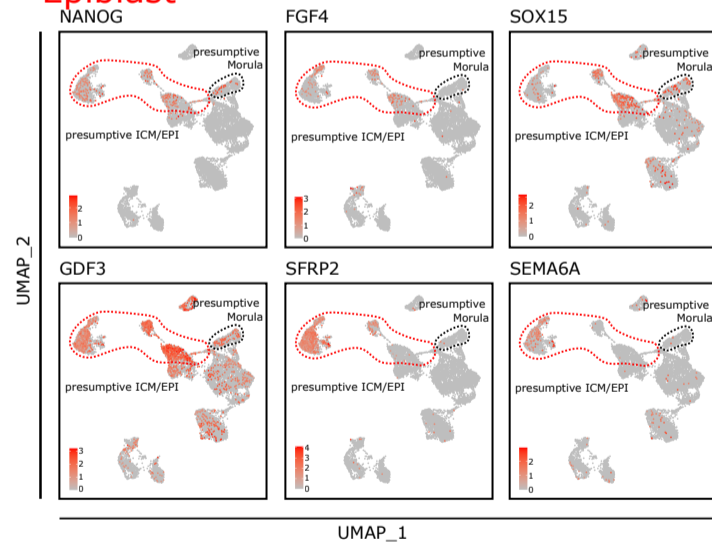 Epiblast
NANOG
FGF4
SOX15
presumptive
Morula
presumptive ICM/EPI
2
1
0
presumptive
Morula
presumptive ICM/EPI
3
2
1
0
presumptive
Morula
presumptive ICM/EPI
2
1
0
GDF3
SFRP2
SEMA6A
presumptive
Morula
presumptive ICM/EPI
3
2
1
0
presumptive
Morula
presumptive ICM/EPI
4
3
2
1
0
presumptive
Morula
presumptive ICM/EPI
2
1
0
UMAP_2
UMAP_1